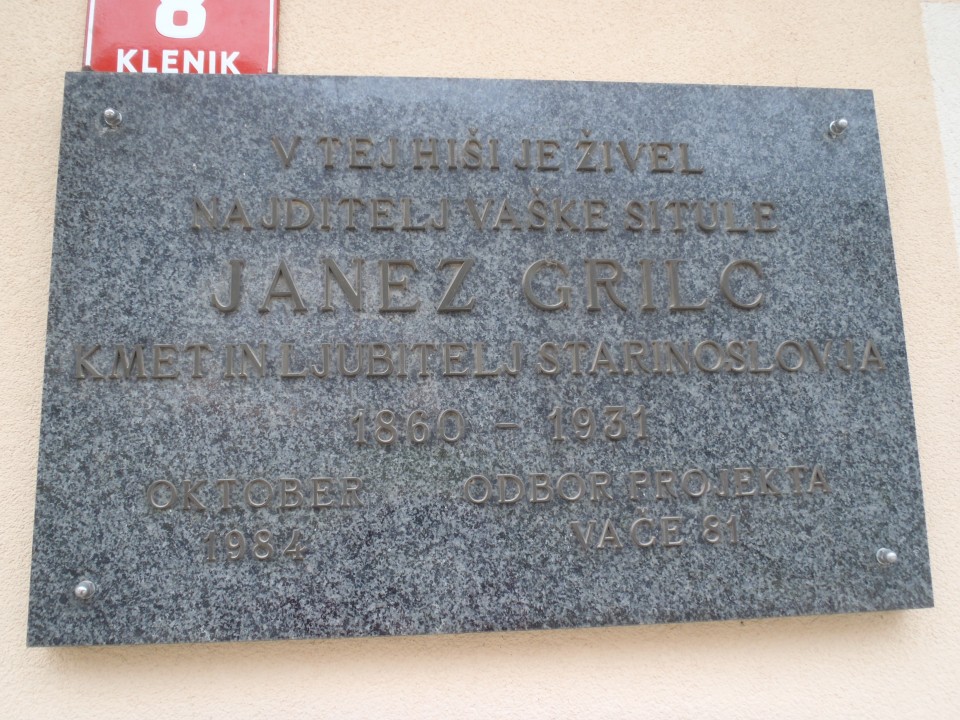 8
KLENIK
V TEJ HIŠI JE ŽIVEL
NAJDITELJ VAŠKE SITULE
JANEZ GRILC
KMET IN LJUBITELJ STARINOSLOVJA
1860 – 1931
OKTOBER
1984
ODBOR PROJEKTA
VAČE 81